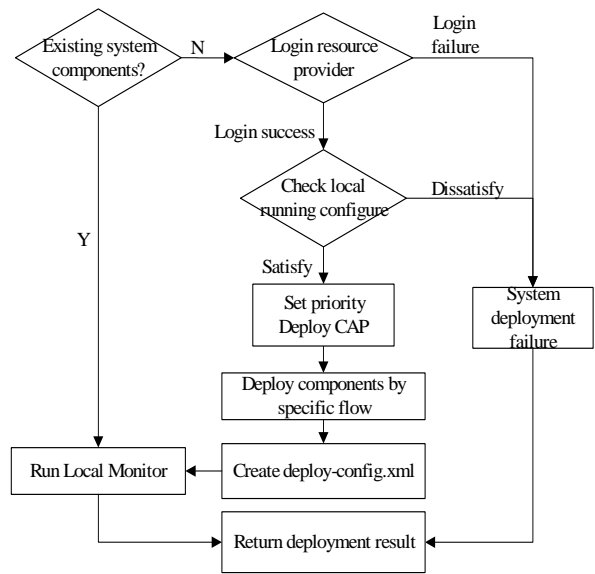 Existing system
components?
N
Login resource
provider
Login
failure
Login success
Check local
running configure
Dissatisfy
Y
Satisfy
Set priority
Deploy CAP
System
deployment
failure
Deploy components by
specific flow
Run Local Monitor
Create deploy-config.xml
Return deployment result